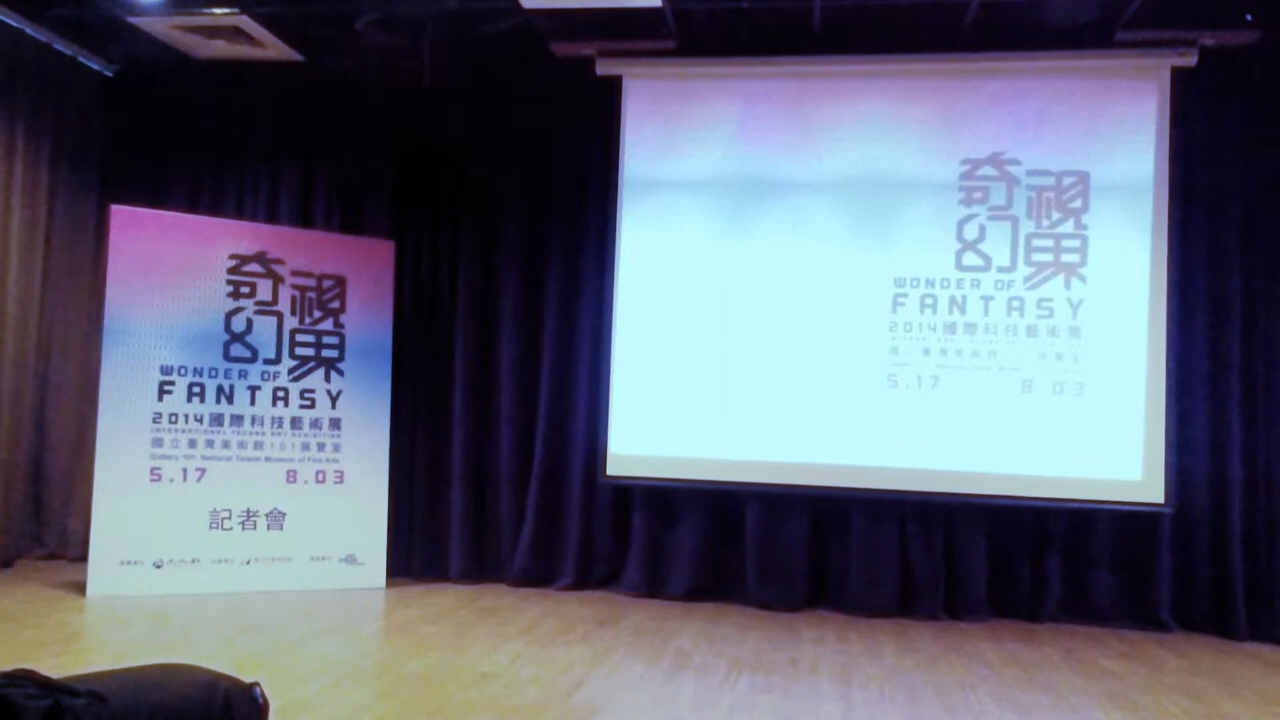 奇幻
視界
WONDER OF
FANTASY
2014國際科技藝術展
INTERNATIONAL TECHNO ART EXHIBITION
國立臺灣美術館101展覽室
Gallery 101, National Taiwan Museum of Fine Arts
5.17 8.03
記者會
奇幻
視界
WONDER OF
FANTASY
2014國際科技藝術展
5.17 8.03